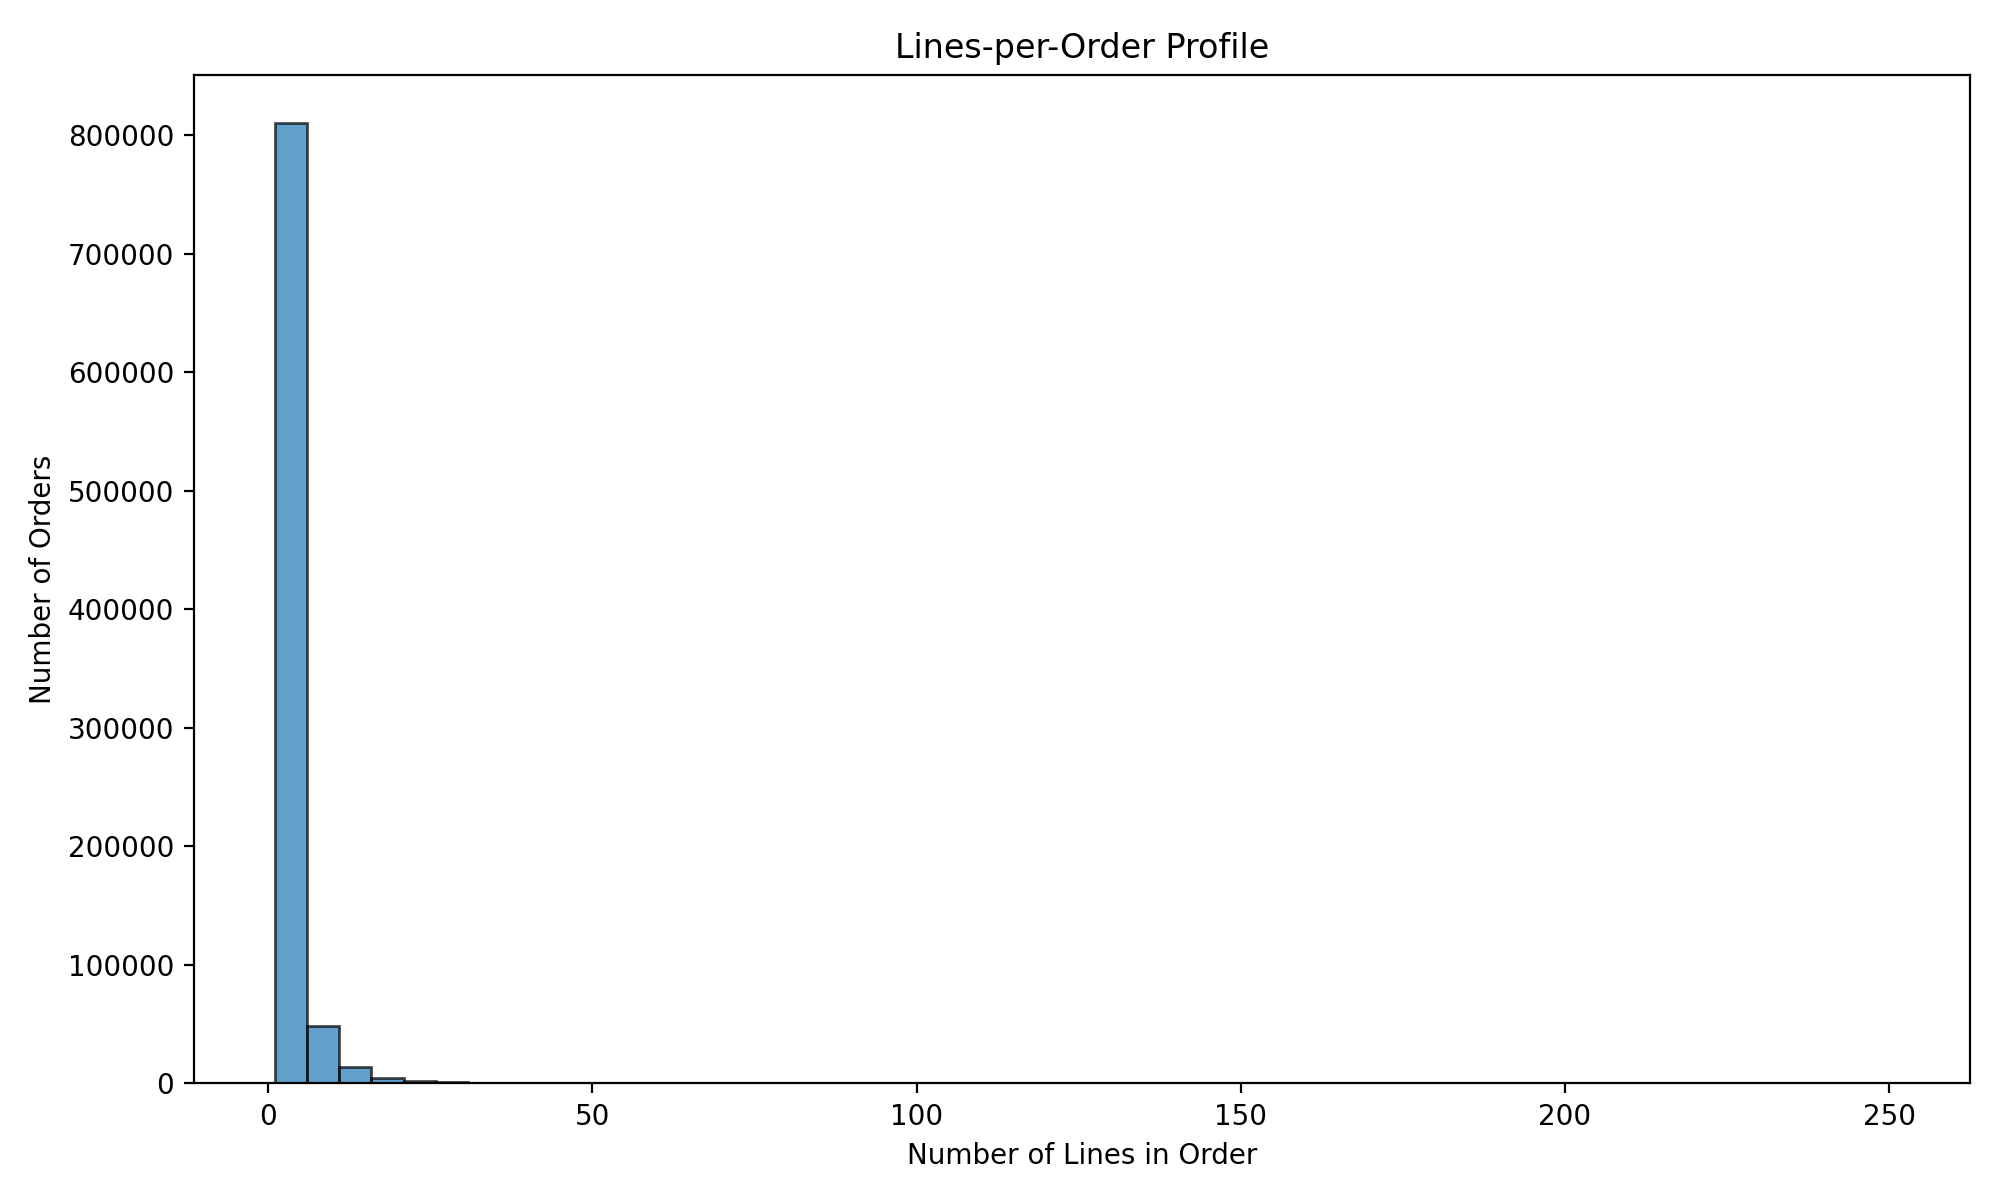 Lines-per-Order Profile
800000
700000
600000
500000
400000
300000
200000
100000
0
Number of Orders
0 50 100 150 200 250
Number of Lines in Order